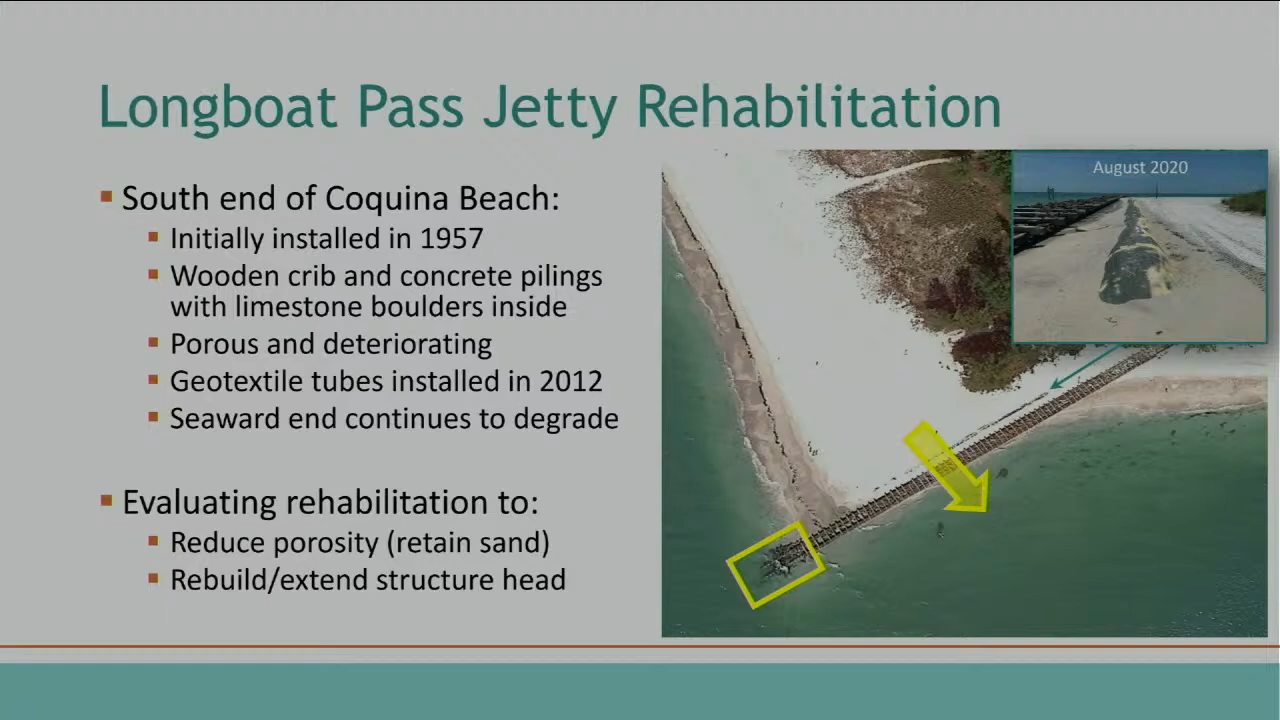 Longboat Pass Jetty Rehabilitation
South end of Coquina Beach:
Initially installed in 1957
Wooden crib and concrete pilings
with limestone boulders inside
Porous and deteriorating
Geotextile tubes installed in 2012
Seaward end continues to degrade
Evaluating rehabilitation to:
Reduce porosity (retain sand)
Rebuild/extend structure head
August 2020